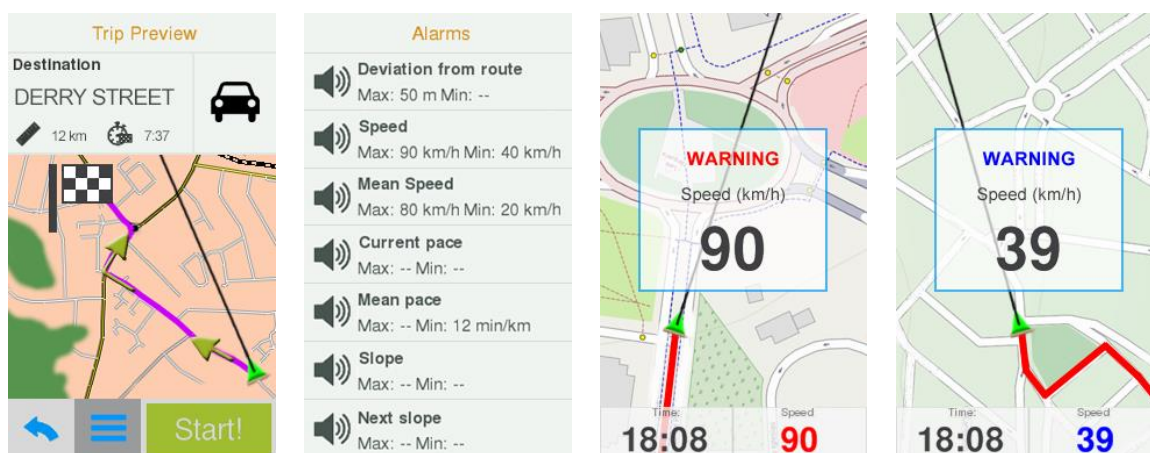 Trip Preview
Destination
DERRY STREET
12 km 7:37
Start!
Alarms
Deviation from route
Max: 50 m Min: --
Speed
Max: 90 km/h Min: 40 km/h
Mean Speed
Max: 80 km/h Min: 20 km/h
Current pace
Max: -- Min: --
Mean pace
Max: -- Min: 12 min/km
Slope
Max: -- Min: --
Next slope
Max: -- Min: --
WARNING
Speed (km/h)
90
Time: Speed
18:08 90
WARNING
Speed (km/h)
39
Time: Speed
18:08 39